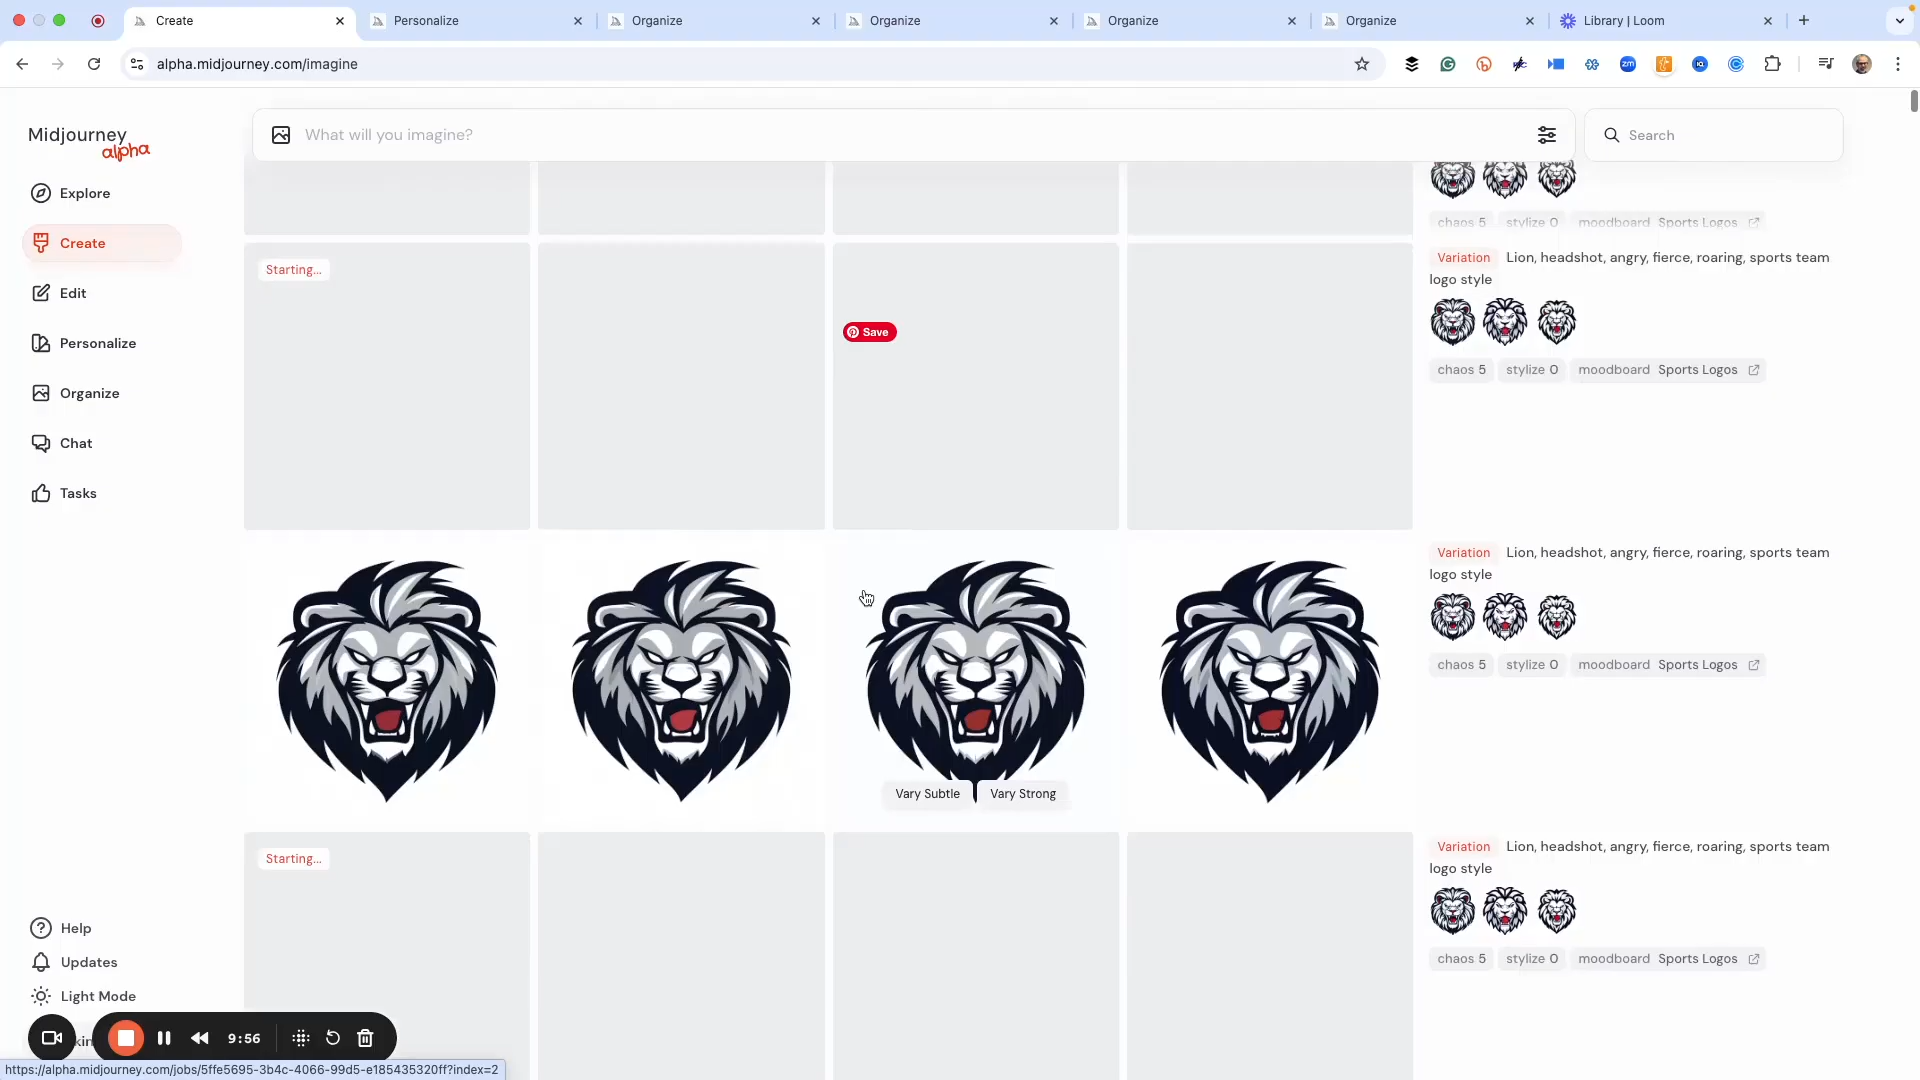 Create
Personalize
Organize
Organize
Organize
Organize
Library | Loom
alpha.midjourney.com/imagine
Midjourney
alpha
What will you imagine?
Search
Explore
Create
Edit
Personalize
Organize
Chat
Tasks
Help
Updates
Light Mode
chaos 5 stylize 0 moodboard Sports Logos
Starting...
Save
Variation Lion, headshot, angry, fierce, roaring, sports team
logo style
chaos 5 stylize 0 moodboard Sports Logos
Variation Lion, headshot, angry, fierce, roaring, sports team
logo style
chaos 5 stylize 0 moodboard Sports Logos
Vary Subtle Vary Strong
Starting...
Variation Lion, headshot, angry, fierce, roaring, sports team
logo style
chaos 5 stylize 0 moodboard Sports Logos
9:56
https://alpha.midjourney.com/jobs/5ffe5695-3b4c-4066-99d5-e185435320ff?index=2